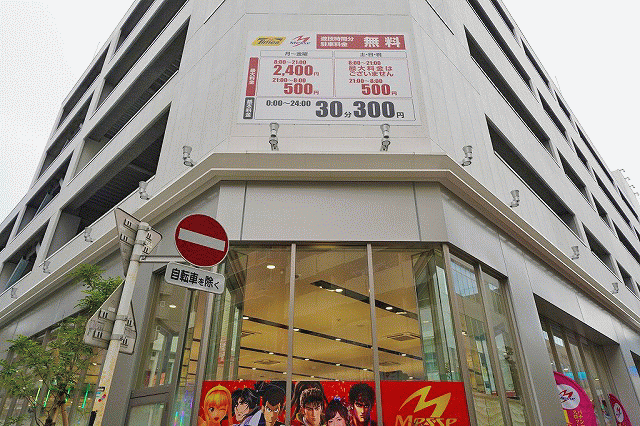 Times
Messe
遊技時間分
駐車料金
無料
月〜金曜
土・日・祝
8:00〜21:00
2,400円
21:00〜8:00
500円
8:00〜21:00
最大料金は
ございません
21:00〜8:00
500円
0:00〜24:00
30分300円
自転車を除く
Messe